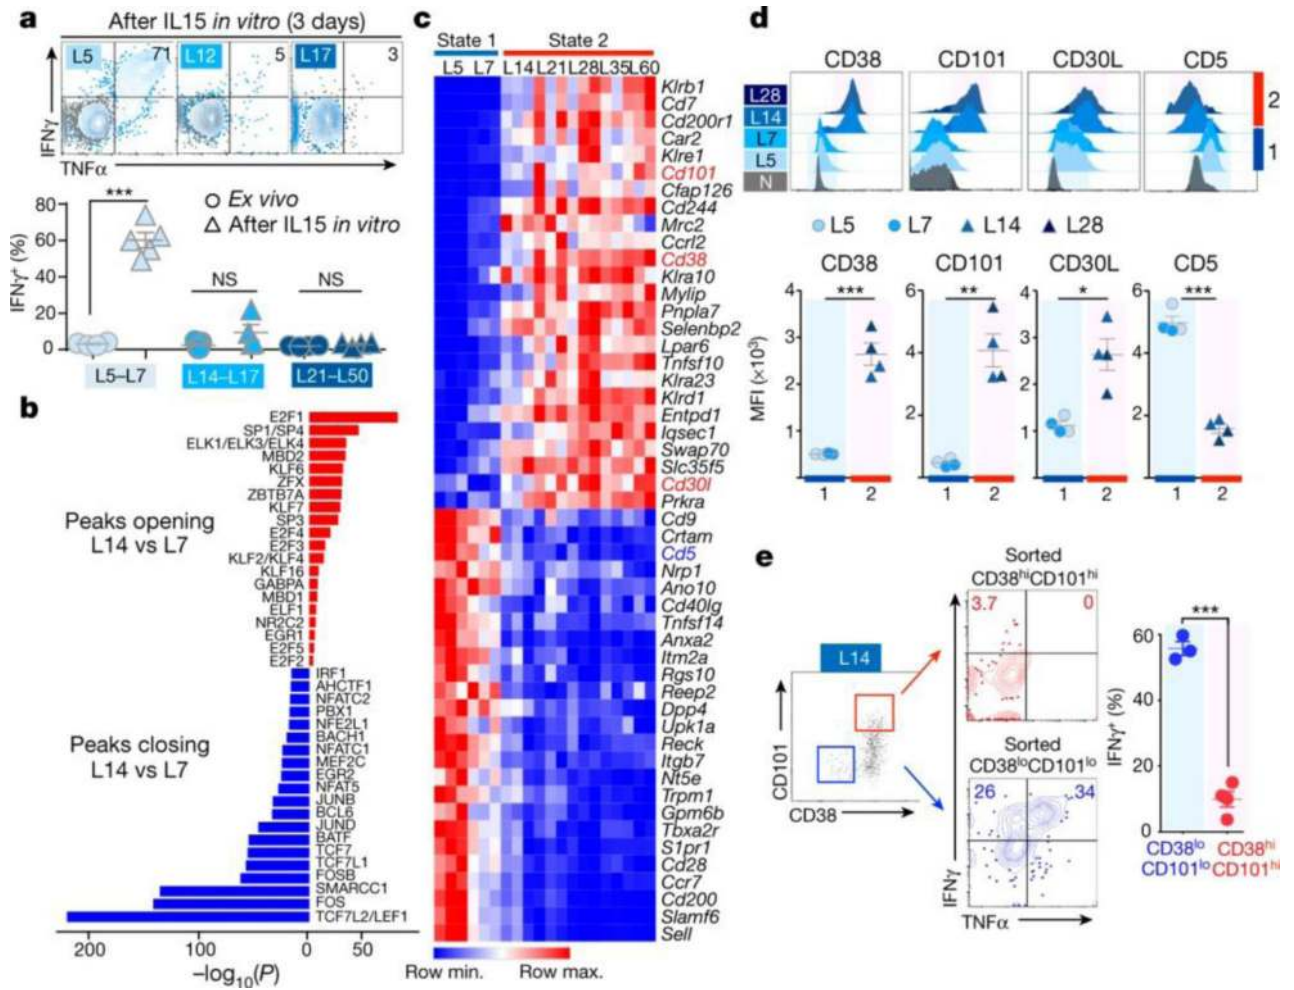 a
After IL15 in vitro (3 days)
L5
71
L12
5
L17
3
IFNγ
TNFα
***
Ex vivo
After IL15 in vitro
IFNγ⁺ (%)
80
60
40
20
0
NS
NS
L5–L7
L14–L17
L21–L50
b
Peaks opening
L14 vs L7
E2F1
SP1/SP4
ELK1/ELK3/ELK4
MBD2
KLF6
ZFX
ZBTB7A
KLF7
SP3
E2F4
E2F3
KLF2/KLF4
KLF16
GABPA
MBD1
ELF1
NR2C2
EGR1
E2F5
E2F2
Peaks closing
L14 vs L7
IRF1
AHCTF1
NFATC2
PBX1
NFE2L1
BACH1
NFATC1
MEF2C
EGR2
NFAT5
JUNB
BCL6
JUND
BATF
TCF7
TCF7L1
FOSB
SMARCC1
FOS
TCF7L2/LEF1
200 100 0 50
–log₁₀(P)
c
State 1 State 2
L5 L7 L14 L21 L28 L35 L60
Klrb1
Cd7
Cd200r1
Car2
Klre1
Cd101
Cfap126
Cd244
Mrc2
Ccrl2
Cd38
Klra10
Mylip
Pnpla7
Selenbp2
Lpar6
Tnfsf10
Klra23
Klrd1
Entpd1
Iqsec1
Swap70
Slc35f5
Cd30l
Prkra
Cd9
Crtam
Cd5
Nrp1
Ano10
Cd40lg
Tnfsf14
Anxa2
Itm2a
Rgs10
Reep2
Dpp4
Upk1a
Reck
Itgb7
Nt5e
Trpm1
Gpm6b
Tbxa2r
S1pr1
Cd28
Ccr7
Cd200
Slamf6
Sell
Row min. Row max.
d
CD38 CD101 CD30L CD5
L28
L14
L7
L5
N
2
1
L5 L7 L14 L28
CD38 CD101 CD30L CD5
MFI (×10³)
4
3
2
1
***
1 2
6
4
2
**
1 2
4
3
2
1
*
1 2
6
4
2
***
1 2
e
L14
CD101
CD38
Sorted
CD38ʰⁱCD101ʰⁱ
3.7 0
Sorted
CD38ˡᵒCD101ˡᵒ
26 34
IFNγ
TNFα
***
IFNγ⁺ (%)
60
40
20
0
CD38ˡᵒ
CD101ˡᵒ
CD38ʰⁱ
CD101ʰⁱ